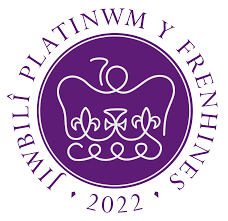 JIWBILÎ PLATINWM Y FRENHINES
70
· 2022 ·